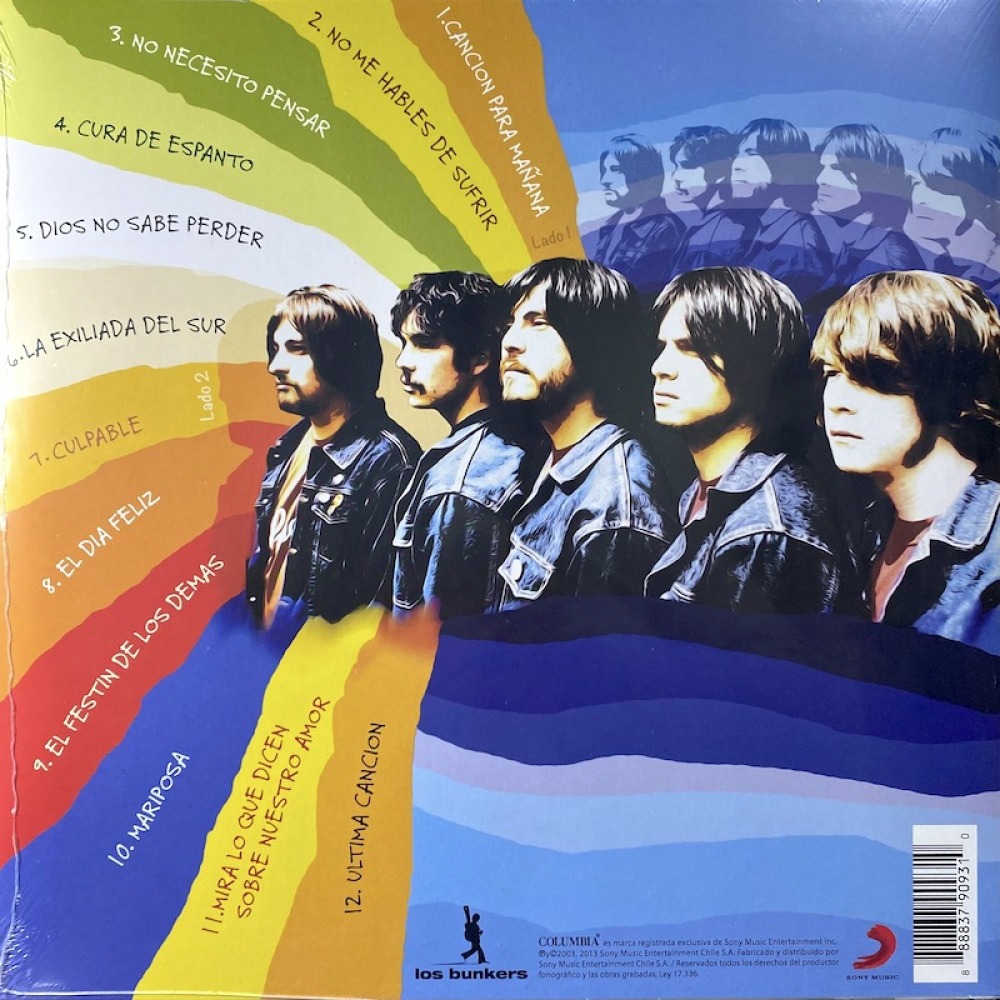 1.CANCION PARA MAÑANA
2. NO ME HABLES DE SUFRIR
3. NO NECESITO PENSAR
4. CURA DE ESPANTO
5. DIOS NO SABE PERDER
Lado 1
6.LA EXILIADA DEL SUR
Lado 2
7. CULPABLE
8. EL DIA FELIZ
9. EL FESTIN DE LOS DEMAS
10. MARIPOSA
11.MIRA LO QUE DICEN
SOBRE NUESTRO AMOR
12. ULTIMA CANCION
los bunkers
COLUMBIA® es marca registrada exclusiva de Sony Music Entertainment Inc.
℗y©2003, 2013 Sony Music Entertainment Chile S.A. Fabricado y distribuido por
Sony Music Entertainment Chile S.A. / Reservados todos los derechos del productor
fonográfico y las obras grabadas. Ley 17.336.
SONY MUSIC
8 88837 90931 0